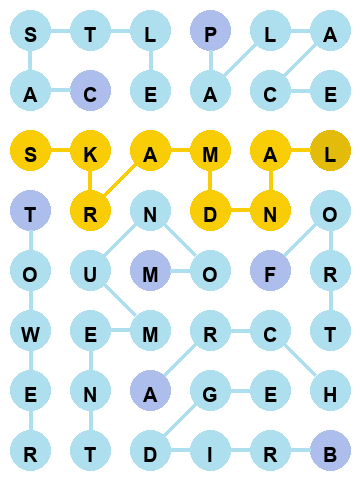 S T L P L A
A C E A C E
S K A M A L
T R N D N O
O U M O F R
W E M R C T
E N A G E H
R T D I R B